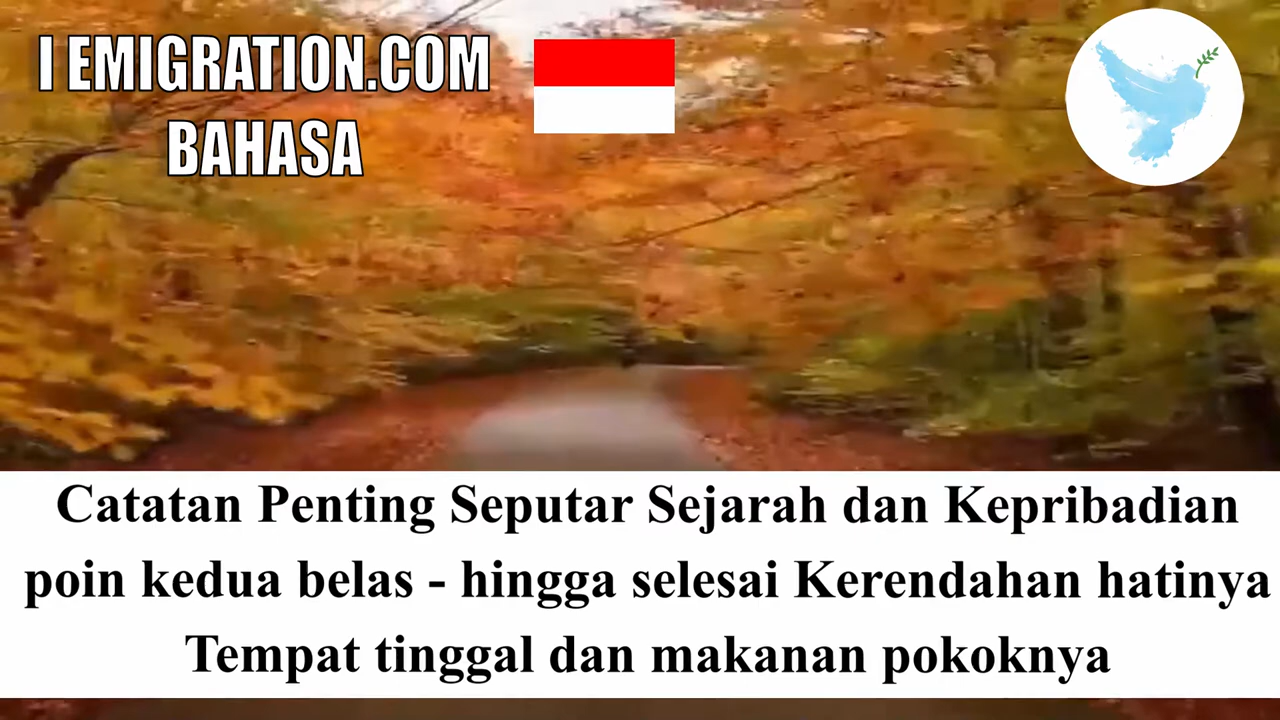 I EMIGRATION.COM
BAHASA
Catatan Penting Seputar Sejarah dan Kepribadian
poin kedua belas - hingga selesai Kerendahan hatinya
Tempat tinggal dan makanan pokoknya